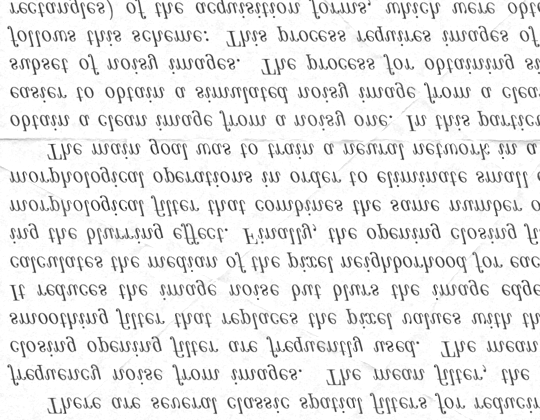 There are several classic spatial filters for reducin
frequency noise from images. The mean filter, the
closing opening filter are frequently used. The mean
smoothing filter that replaces the pixel values with th
It reduces the image noise but blurs the image edge
calculates the median of the pixel neighborhood for eac
ing the blurring effect. Finally, the opening closing fi
morphological filter that combines the same number o
morphological operations in order to eliminate small
The main goal was to train a neural network in a
obtain a clean image from a noisy one. In this particu
easier to obtain a simulated noisy image from a clea
subset of noisy images. The process for obtaining si
follows this scheme: This process requires images of
rectangles) of the acquisition forms, which were obt